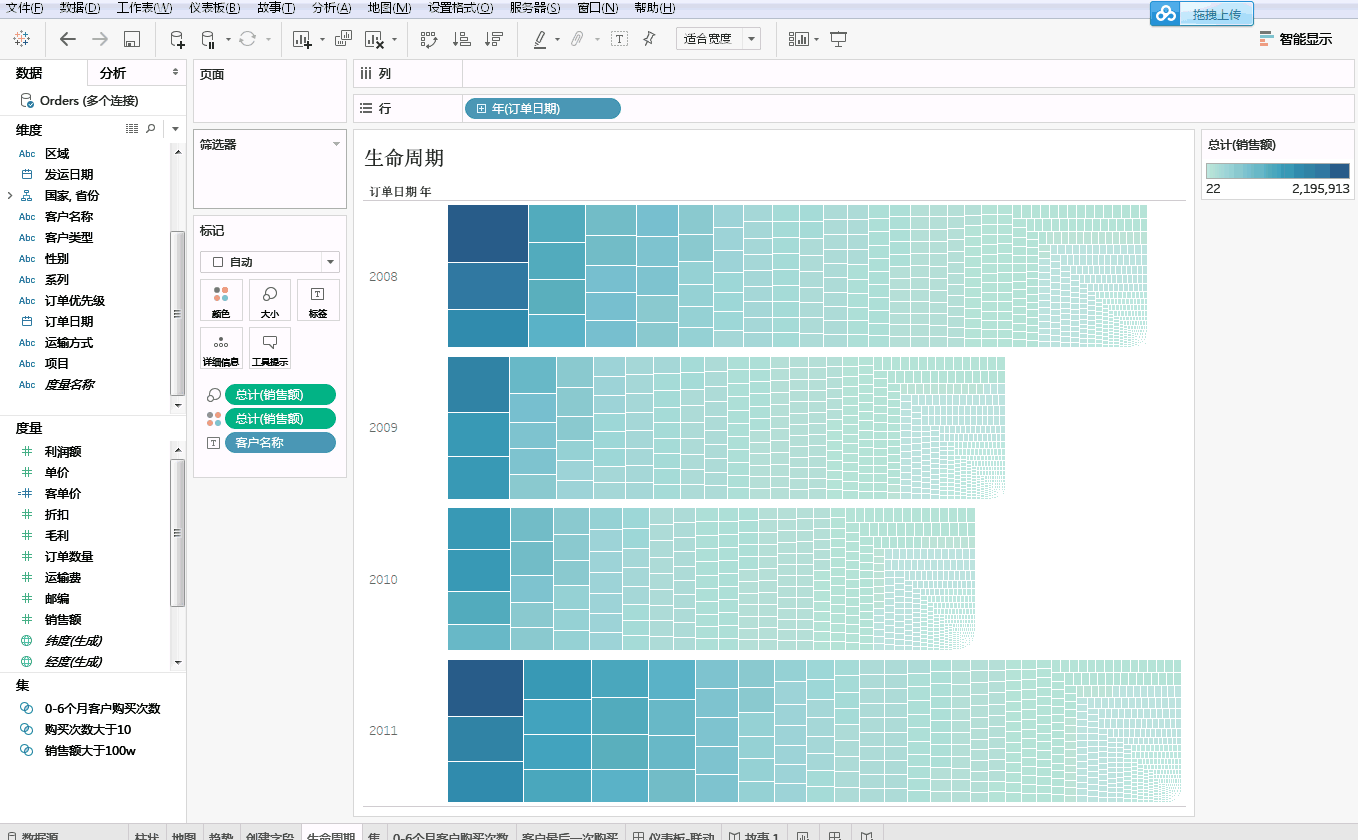 文件(F) 数据(D) 工作表(W) 仪表板(B) 故事(T) 分析(A) 地图(M) 设置格式(O) 服务器(S) 窗口(N) 帮助(H)
拖拽上传
适合宽度
智能显示
数据 分析
Orders (多个连接)
维度
Abc 区域
发运日期
国家, 省份
Abc 客户名称
Abc 客户类型
Abc 性别
Abc 系列
Abc 订单优先级
订单日期
Abc 运输方式
Abc 项目
Abc 度量名称
度量
利润额
单价
客单价
折扣
毛利
订单数量
运输费
邮编
销售额
纬度(生成)
经度(生成)
集
0-6个月客户购买次数
购买次数大于10
销售额大于100w
页面
筛选器
标记
自动
颜色 大小 标签
详细信息 工具提示
总计(销售额)
总计(销售额)
客户名称
列
行 年(订单日期)
生命周期
订单日期 年
2008
2009
2010
2011
总计(销售额)
22 2,195,913
数据源 柱状 地图 趋势 创建字段 生命周期 集 0-6个月客户购买次数 客户最后一次购买 仪表板-联动 故事 1